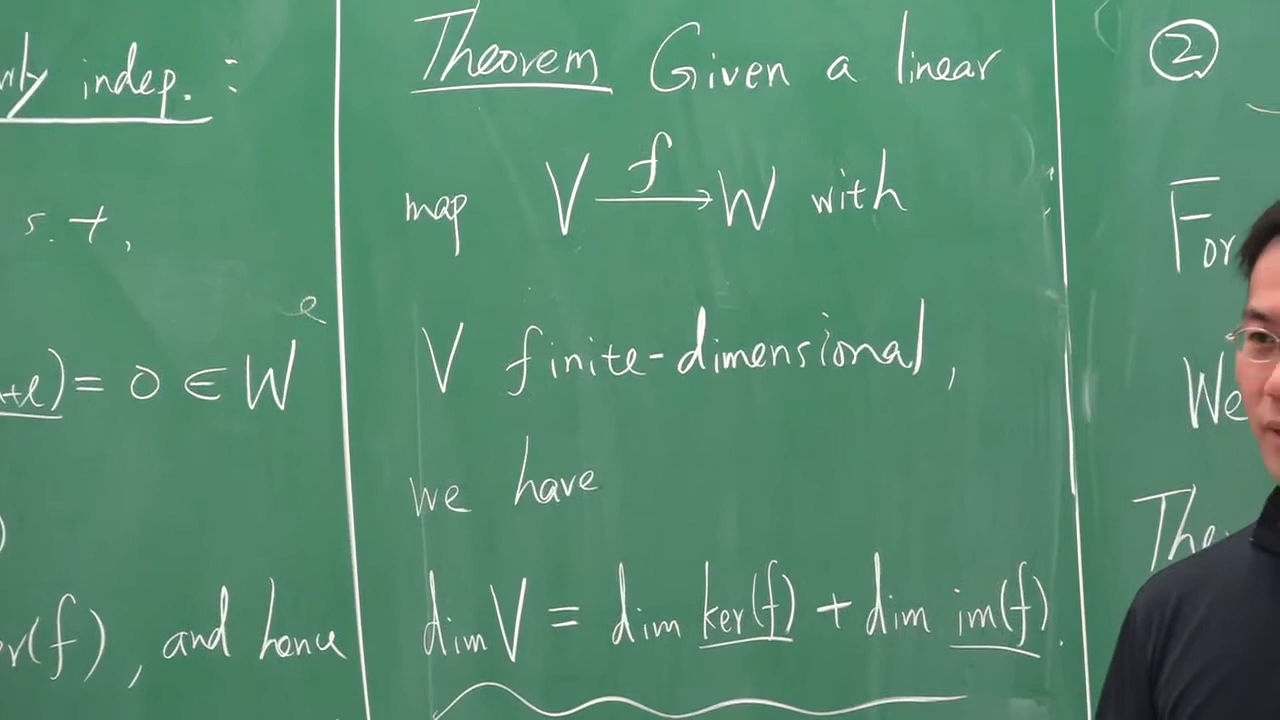 indep. :
s.t.,
) = 0 ∈ W
(f), and hence
Theorem Given a linear
map V \xrightarrow{f} W with
V finite-dimensional,
we have
dim V = dim ker(f) + dim im(f).
②
For
We